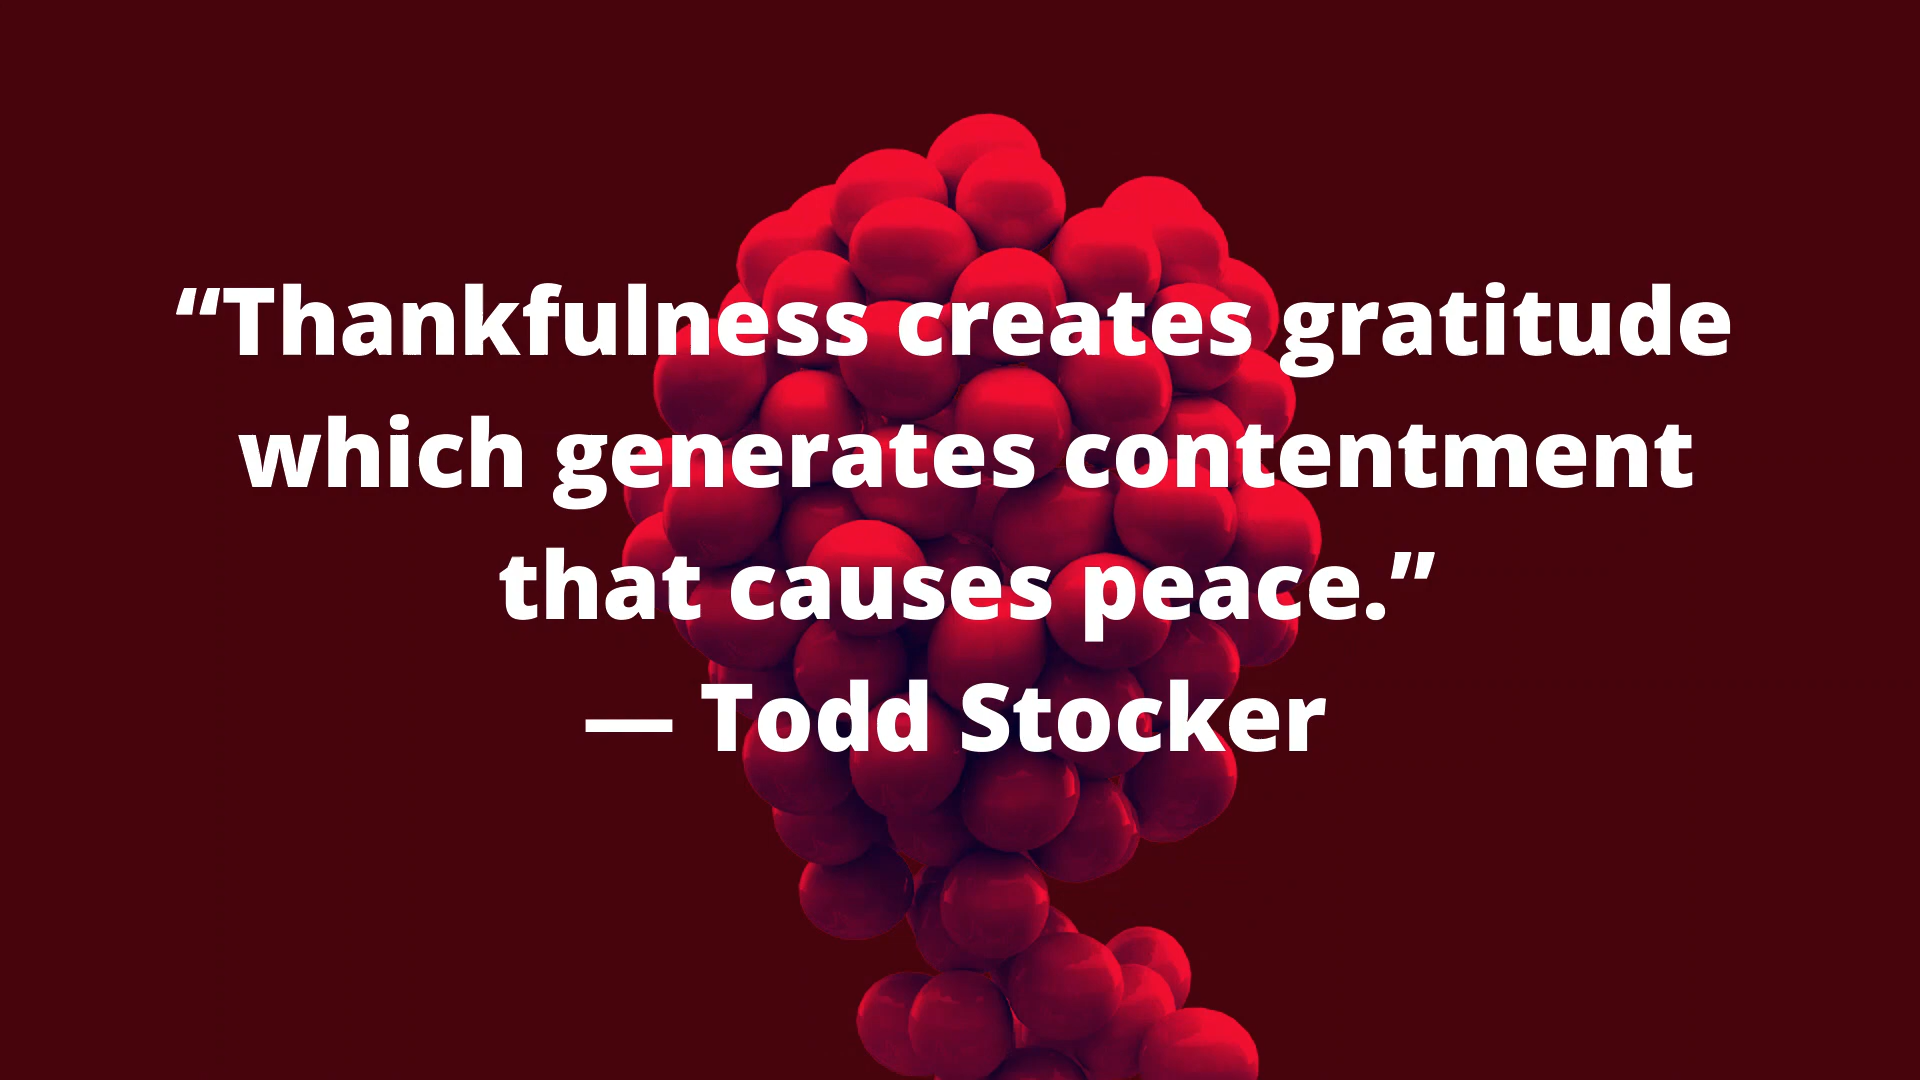 “Thankfulness creates gratitude
which generates contentment
that causes peace.”
— Todd Stocker